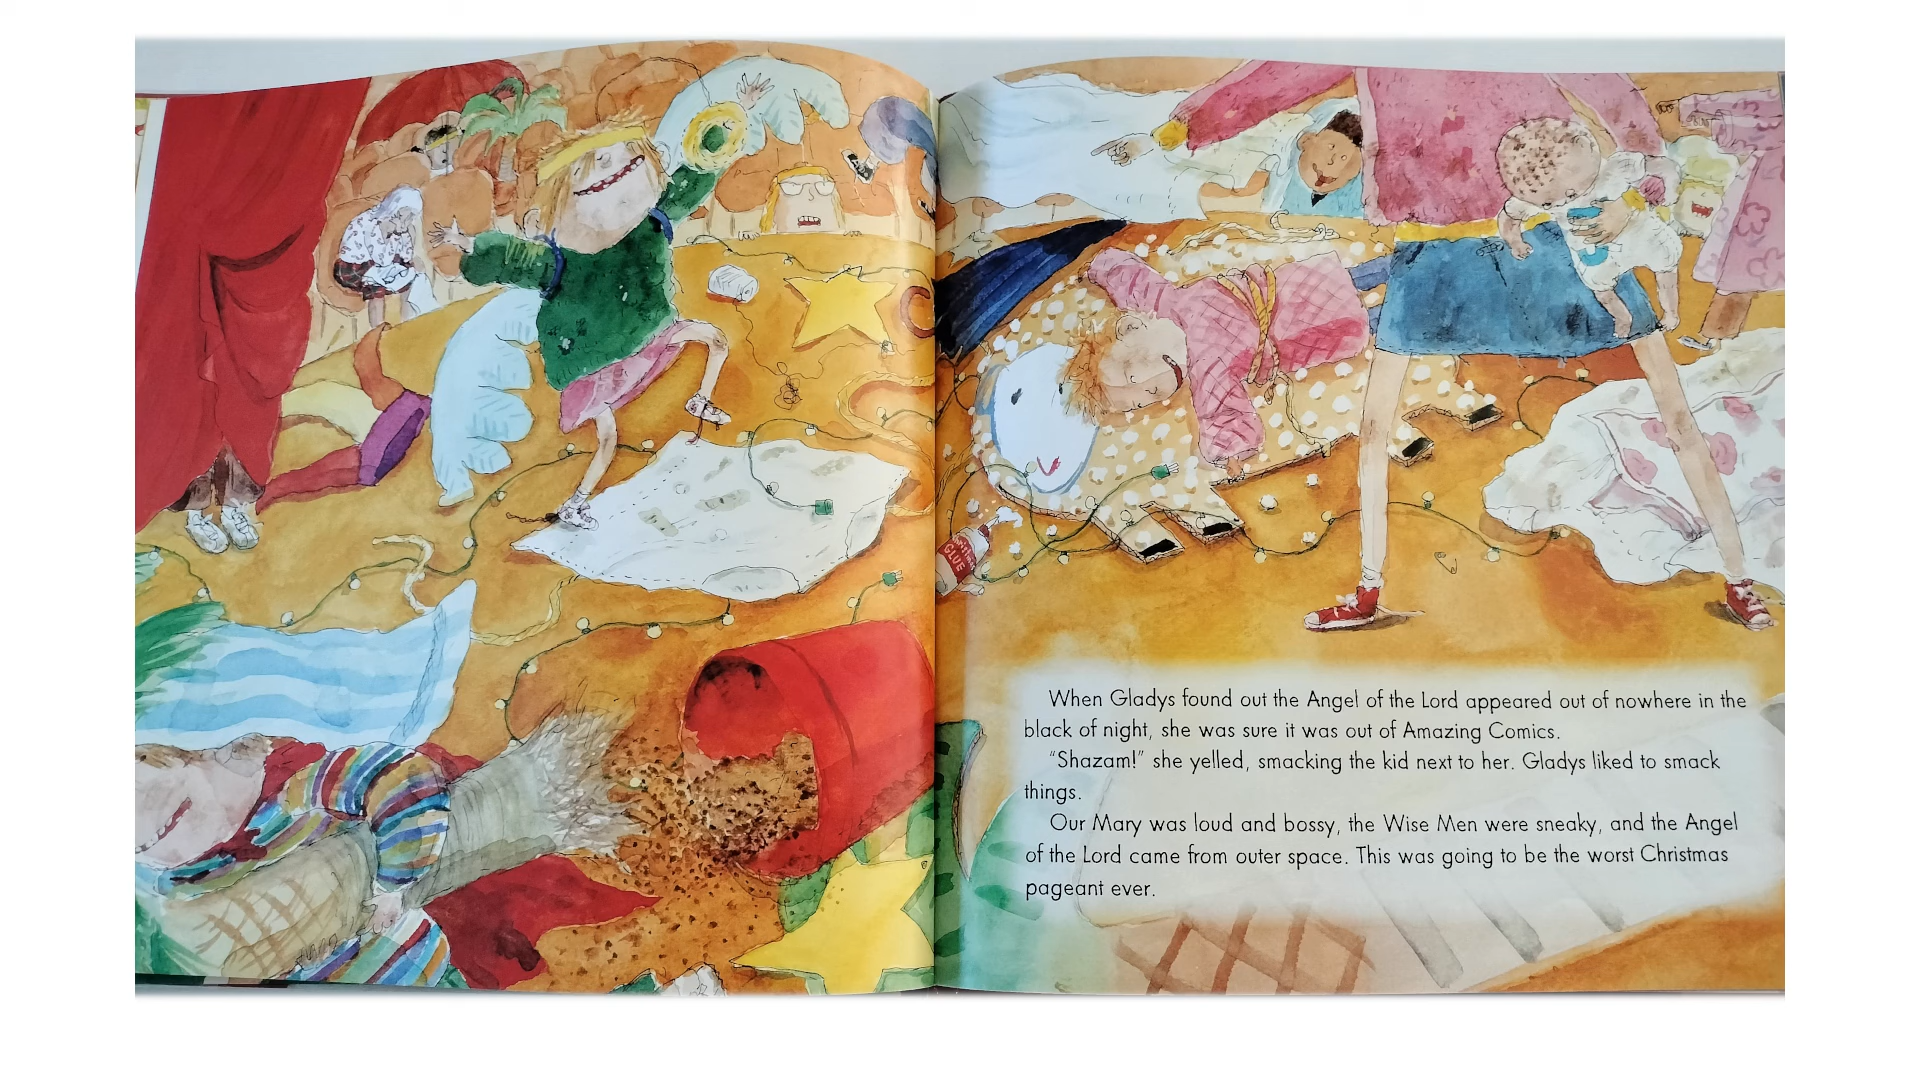 When Gladys found out the Angel of the Lord appeared out of nowhere in the
black of night, she was sure it was out of Amazing Comics.
“Shazam!” she yelled, smacking the kid next to her. Gladys liked to smack
things.
Our Mary was loud and bossy, the Wise Men were sneaky, and the Angel
of the Lord came from outer space. This was going to be the worst Christmas
pageant ever.
GLUE